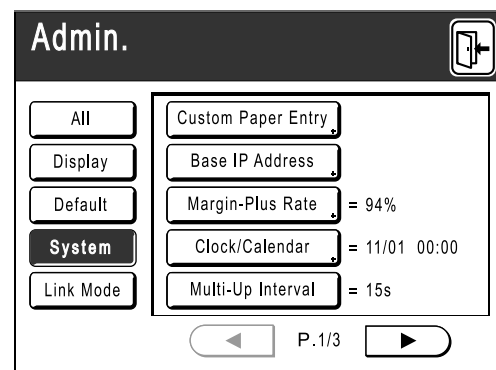 Admin.
All
Custom Paper Entry
Display
Base IP Address
Default
Margin-Plus Rate = 94%
System
Clock/Calendar = 11/01 00:00
Link Mode
Multi-Up Interval = 15s
P.1/3